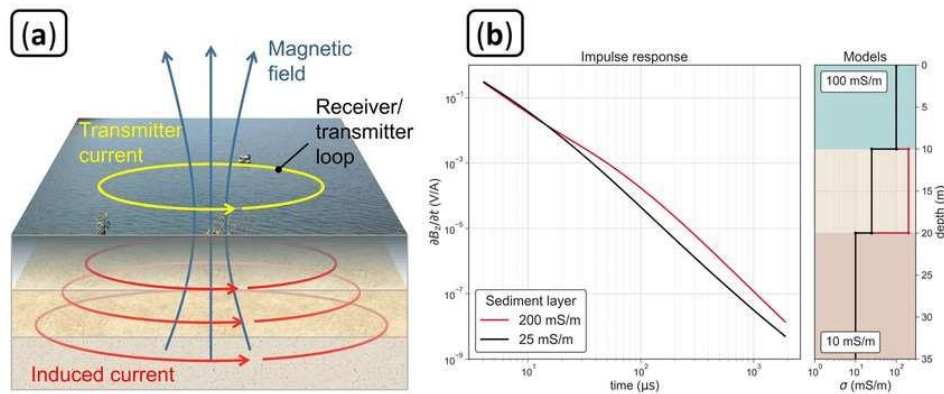 (a)
Magnetic
field
Receiver/
transmitter
loop
Transmitter
current
Induced current
(b)
Impulse response
∂Bz/∂t (V/A)
10⁻¹
10⁻³
10⁻⁵
10⁻⁷
10⁻⁹
Sediment layer
200 mS/m
25 mS/m
10¹
10²
10³
time (µs)
Models
100 mS/m
10 mS/m
0
5
10
15
20
25
30
35
depth (m)
10⁰
10¹
10²
σ (mS/m)